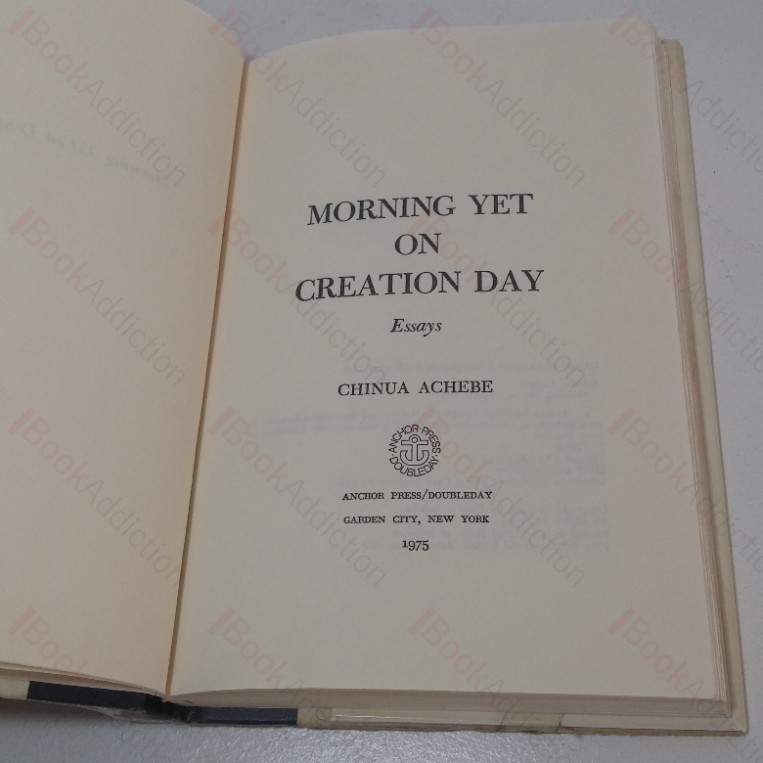 MORNING YET
ON
CREATION DAY
Essays
CHINUA ACHEBE
ANCHOR PRESS
DOUBLEDAY
ANCHOR PRESS/DOUBLEDAY
GARDEN CITY, NEW YORK
1975
BookAddiction